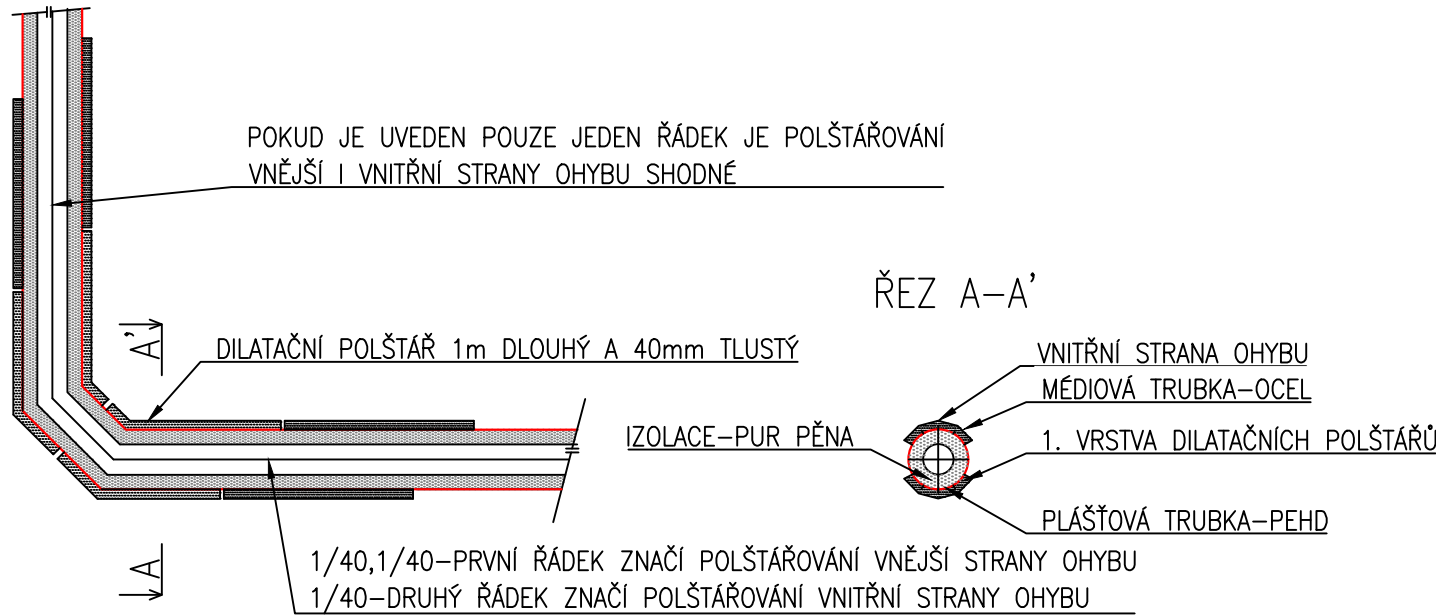 POKUD JE UVEDEN POUZE JEDEN ŘÁDEK JE POLŠTÁŘOVÁNÍ
VNĚJŠÍ I VNITŘNÍ STRANY OHYBU SHODNÉ
ŘEZ A-A'
A'
DILATAČNÍ POLŠTÁŘ 1m DLOUHÝ A 40mm TLUSTÝ
VNITŘNÍ STRANA OHYBU
MÉDIOVÁ TRUBKA-OCEL
IZOLACE-PUR PĚNA
1. VRSTVA DILATAČNÍCH POLŠTÁŘŮ
PLÁŠŤOVÁ TRUBKA-PEHD
A
1/40,1/40-PRVNÍ ŘÁDEK ZNAČÍ POLŠTÁŘOVÁNÍ VNĚJŠÍ STRANY OHYBU
1/40-DRUHÝ ŘÁDEK ZNAČÍ POLŠTÁŘOVÁNÍ VNITŘNÍ STRANY OHYBU